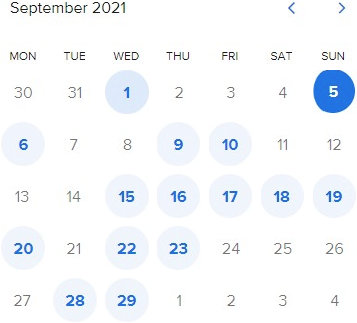 September 2021
MON TUE WED THU FRI SAT SUN
30 31 1 2 3 4 5
6 7 8 9 10 11 12
13 14 15 16 17 18 19
20 21 22 23 24 25 26
27 28 29 1 2 3 4